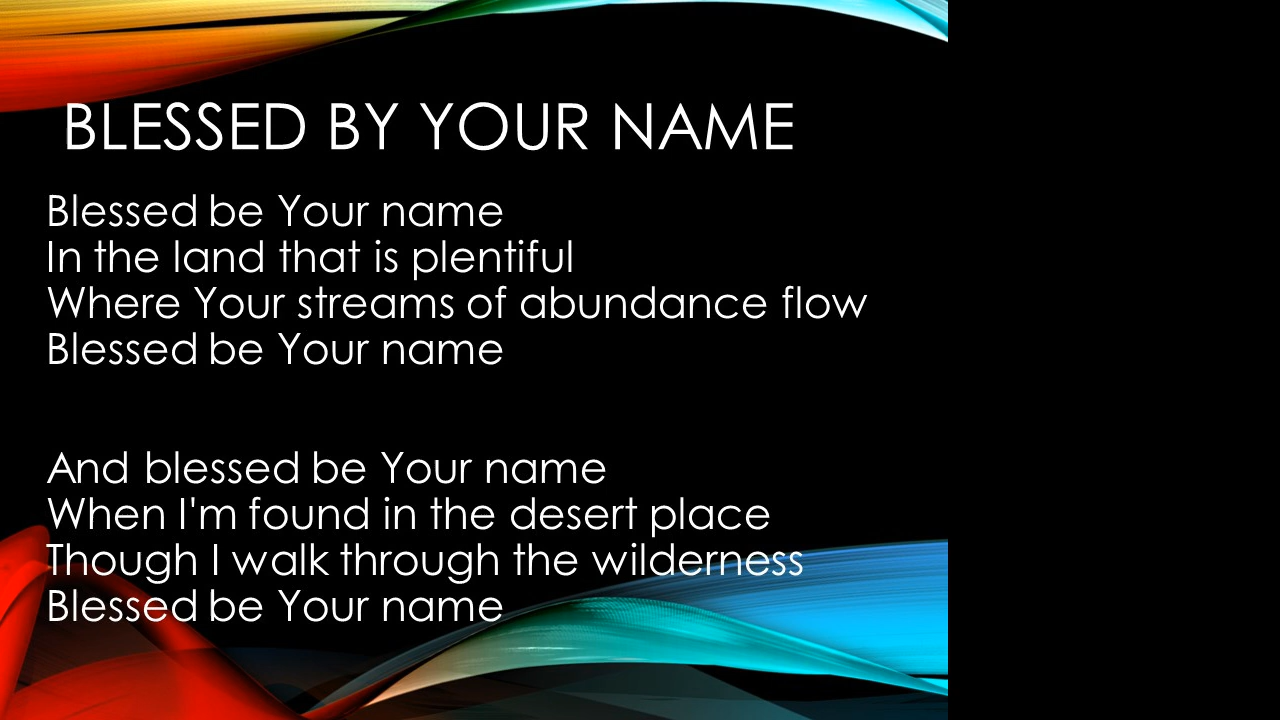 BLESSED BY YOUR NAME
Blessed be Your name
In the land that is plentiful
Where Your streams of abundance flow
Blessed be Your name
And blessed be Your name
When I'm found in the desert place
Though I walk through the wilderness
Blessed be Your name